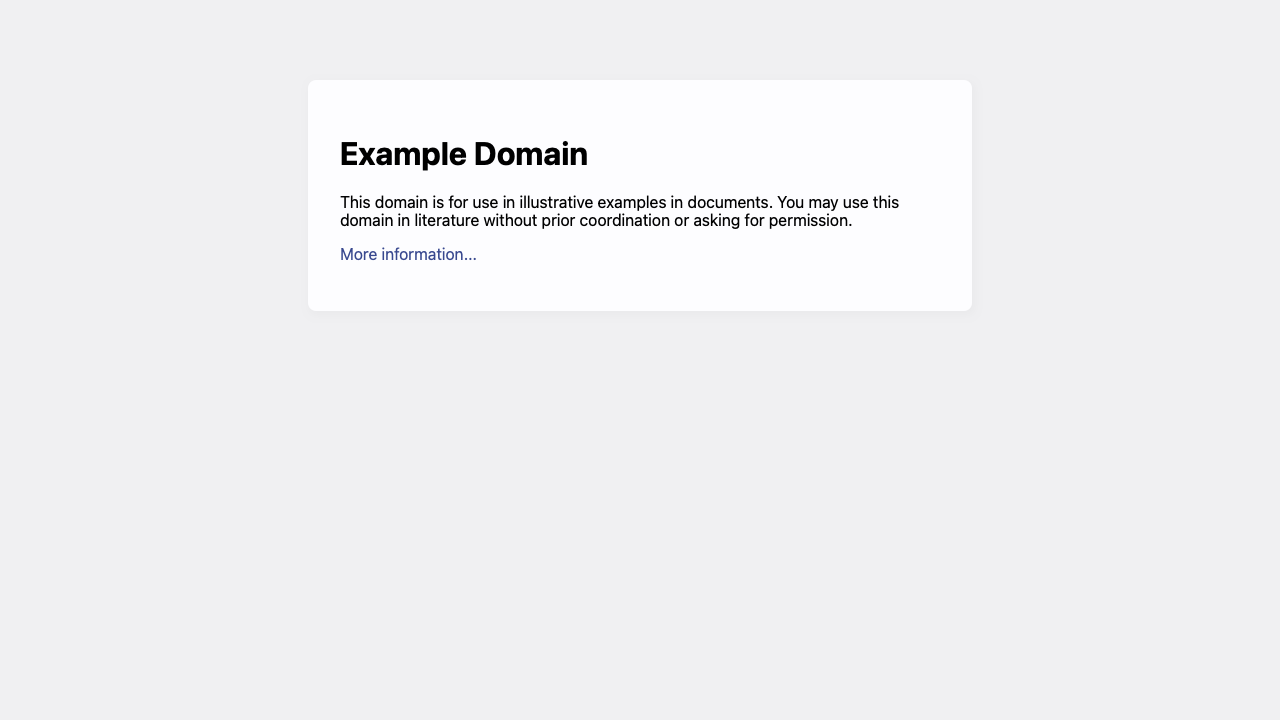 Example Domain
This domain is for use in illustrative examples in documents. You may use this
domain in literature without prior coordination or asking for permission.
More information...